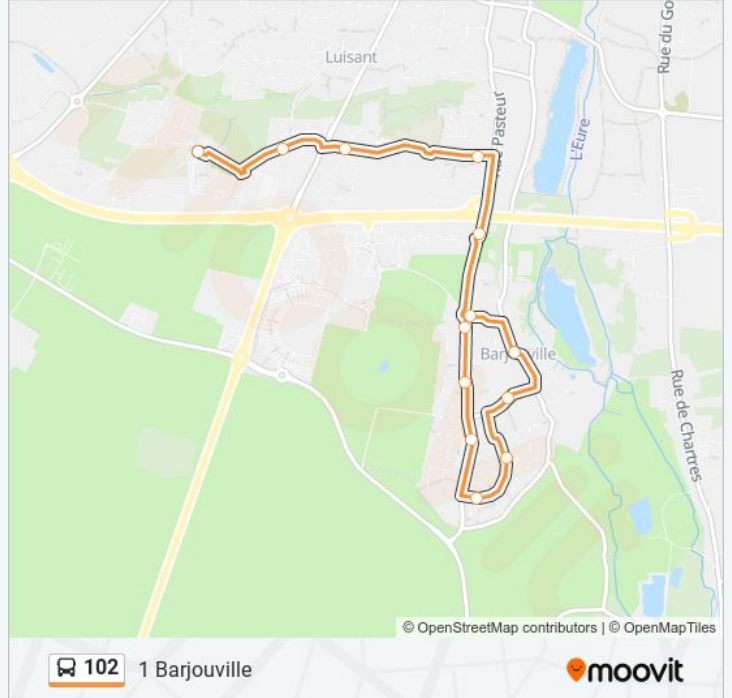 Rue du Go
Luisant
Rue Pasteur
L'Eure
Barjouville
Rue de Chartres
© OpenStreetMap contributors | © OpenMapTiles
102 1 Barjouville
moovit